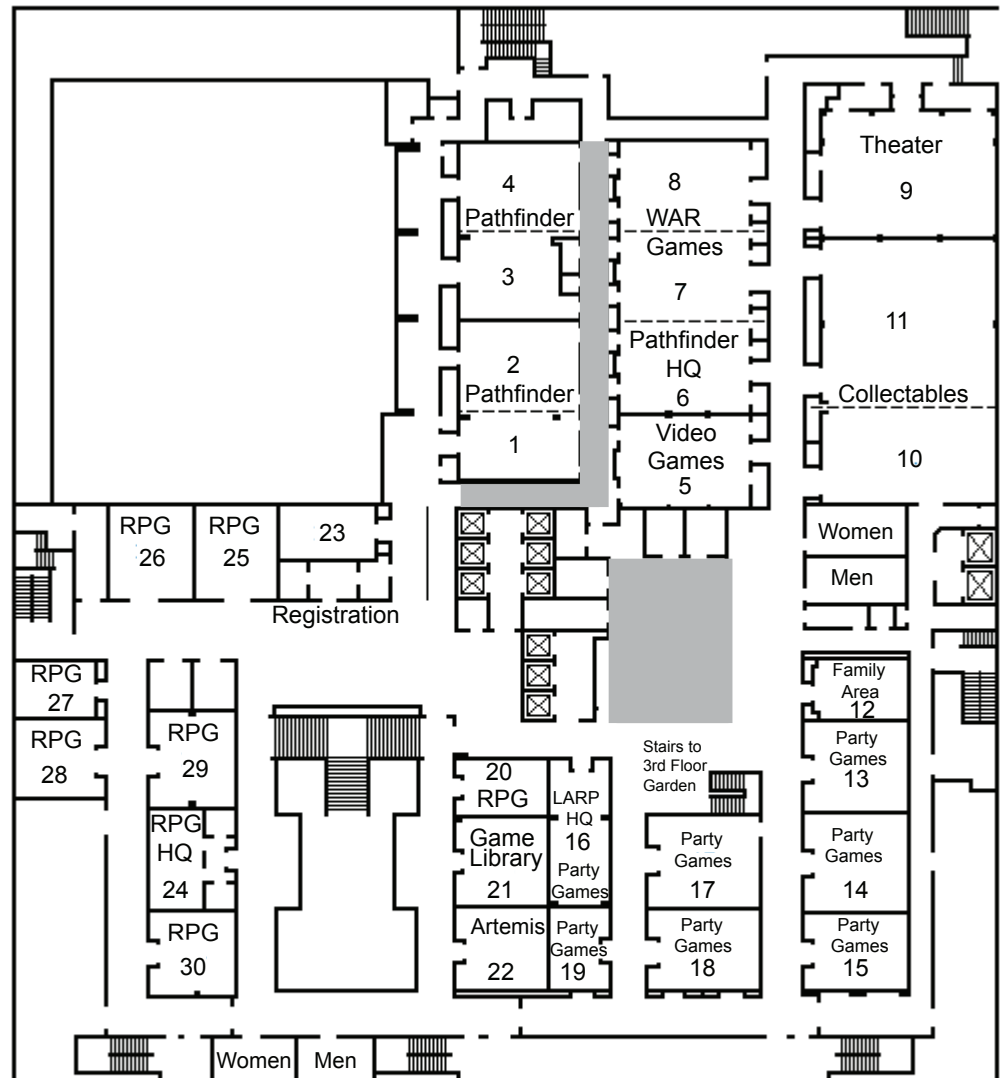 Theater
9
4
Pathfinder
3
8
WAR
Games
7
Pathfinder
HQ
6
11
Collectables
10
2
Pathfinder
1
Video
Games
5
RPG
26
RPG
25
23
Women
Men
Registration
RPG
27
RPG
28
RPG
29
RPG
HQ
24
RPG
30
20
RPG
Game
Library
21
Artemis
22
LARP
HQ
16
Party
Games
Party
Games
19
Stairs to
3rd Floor
Garden
Party
Games
17
Party
Games
18
Family
Area
12
Party
Games
13
Party
Games
14
Party
Games
15
Women
Men